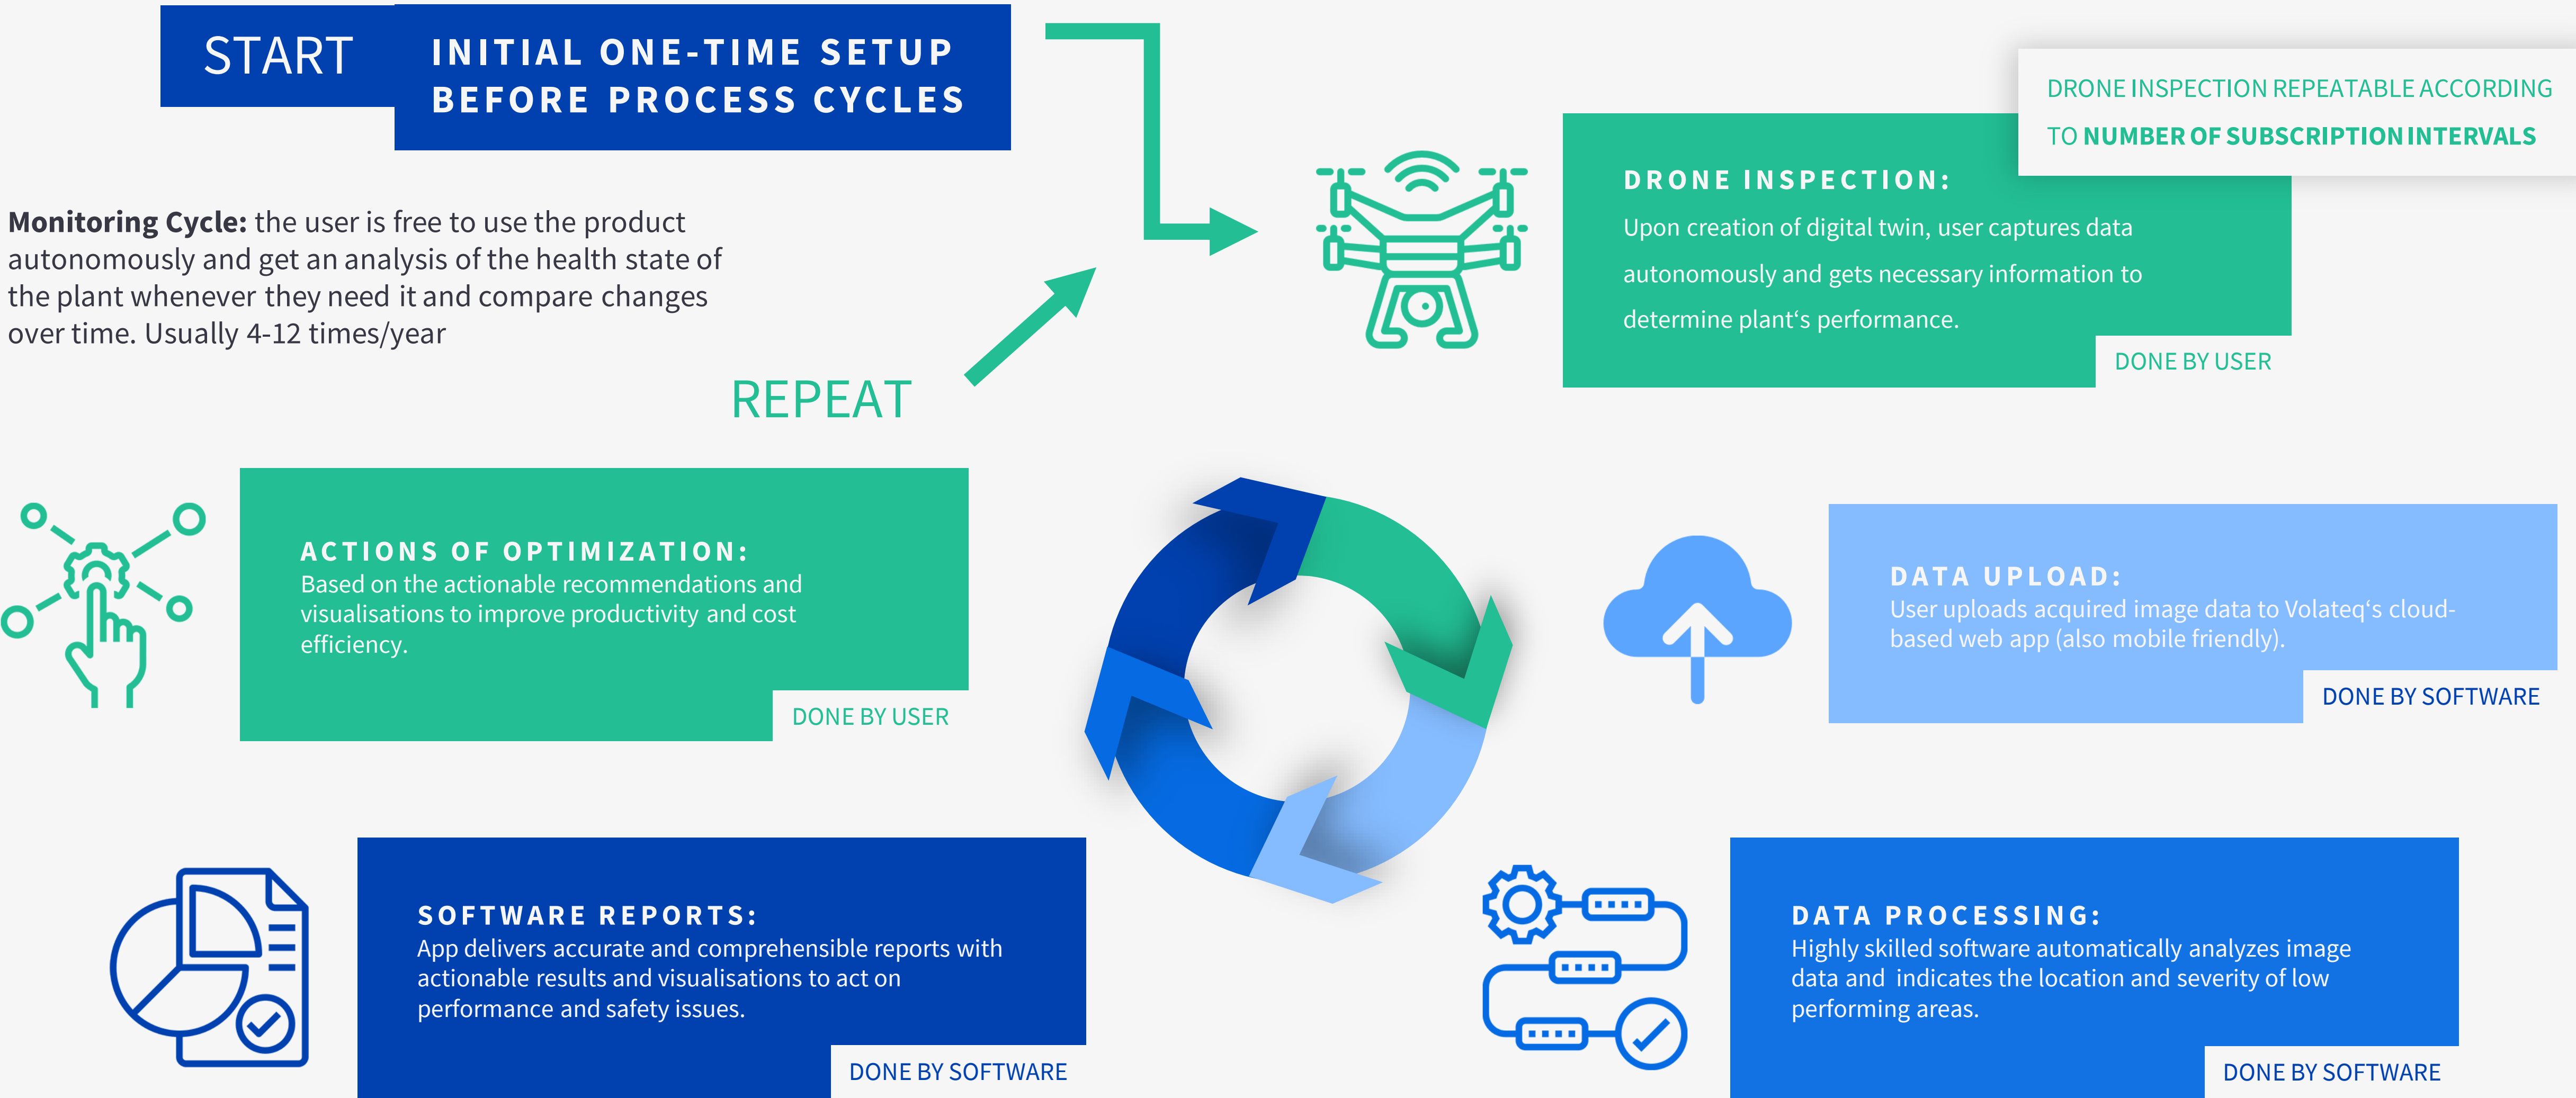 START
INITIAL ONE-TIME SETUP
BEFORE PROCESS CYCLES
DRONE INSPECTION REPEATABLE ACCORDING
TO NUMBER OF SUBSCRIPTION INTERVALS
Monitoring Cycle: the user is free to use the product
autonomously and get an analysis of the health state of
the plant whenever they need it and compare changes
over time. Usually 4-12 times/year
REPEAT
DRONE INSPECTION:
Upon creation of digital twin, user captures data
autonomously and gets necessary information to
determine plant‘s performance.
DONE BY USER
ACTIONS OF OPTIMIZATION:
Based on the actionable recommendations and
visualisations to improve productivity and cost
efficiency.
DONE BY USER
DATA UPLOAD:
User uploads acquired image data to Volateq‘s cloud-
based web app (also mobile friendly).
DONE BY SOFTWARE
SOFTWARE REPORTS:
App delivers accurate and comprehensible reports with
actionable results and visualisations to act on
performance and safety issues.
DONE BY SOFTWARE
DATA PROCESSING:
Highly skilled software automatically analyzes image
data and indicates the location and severity of low
performing areas.
DONE BY SOFTWARE